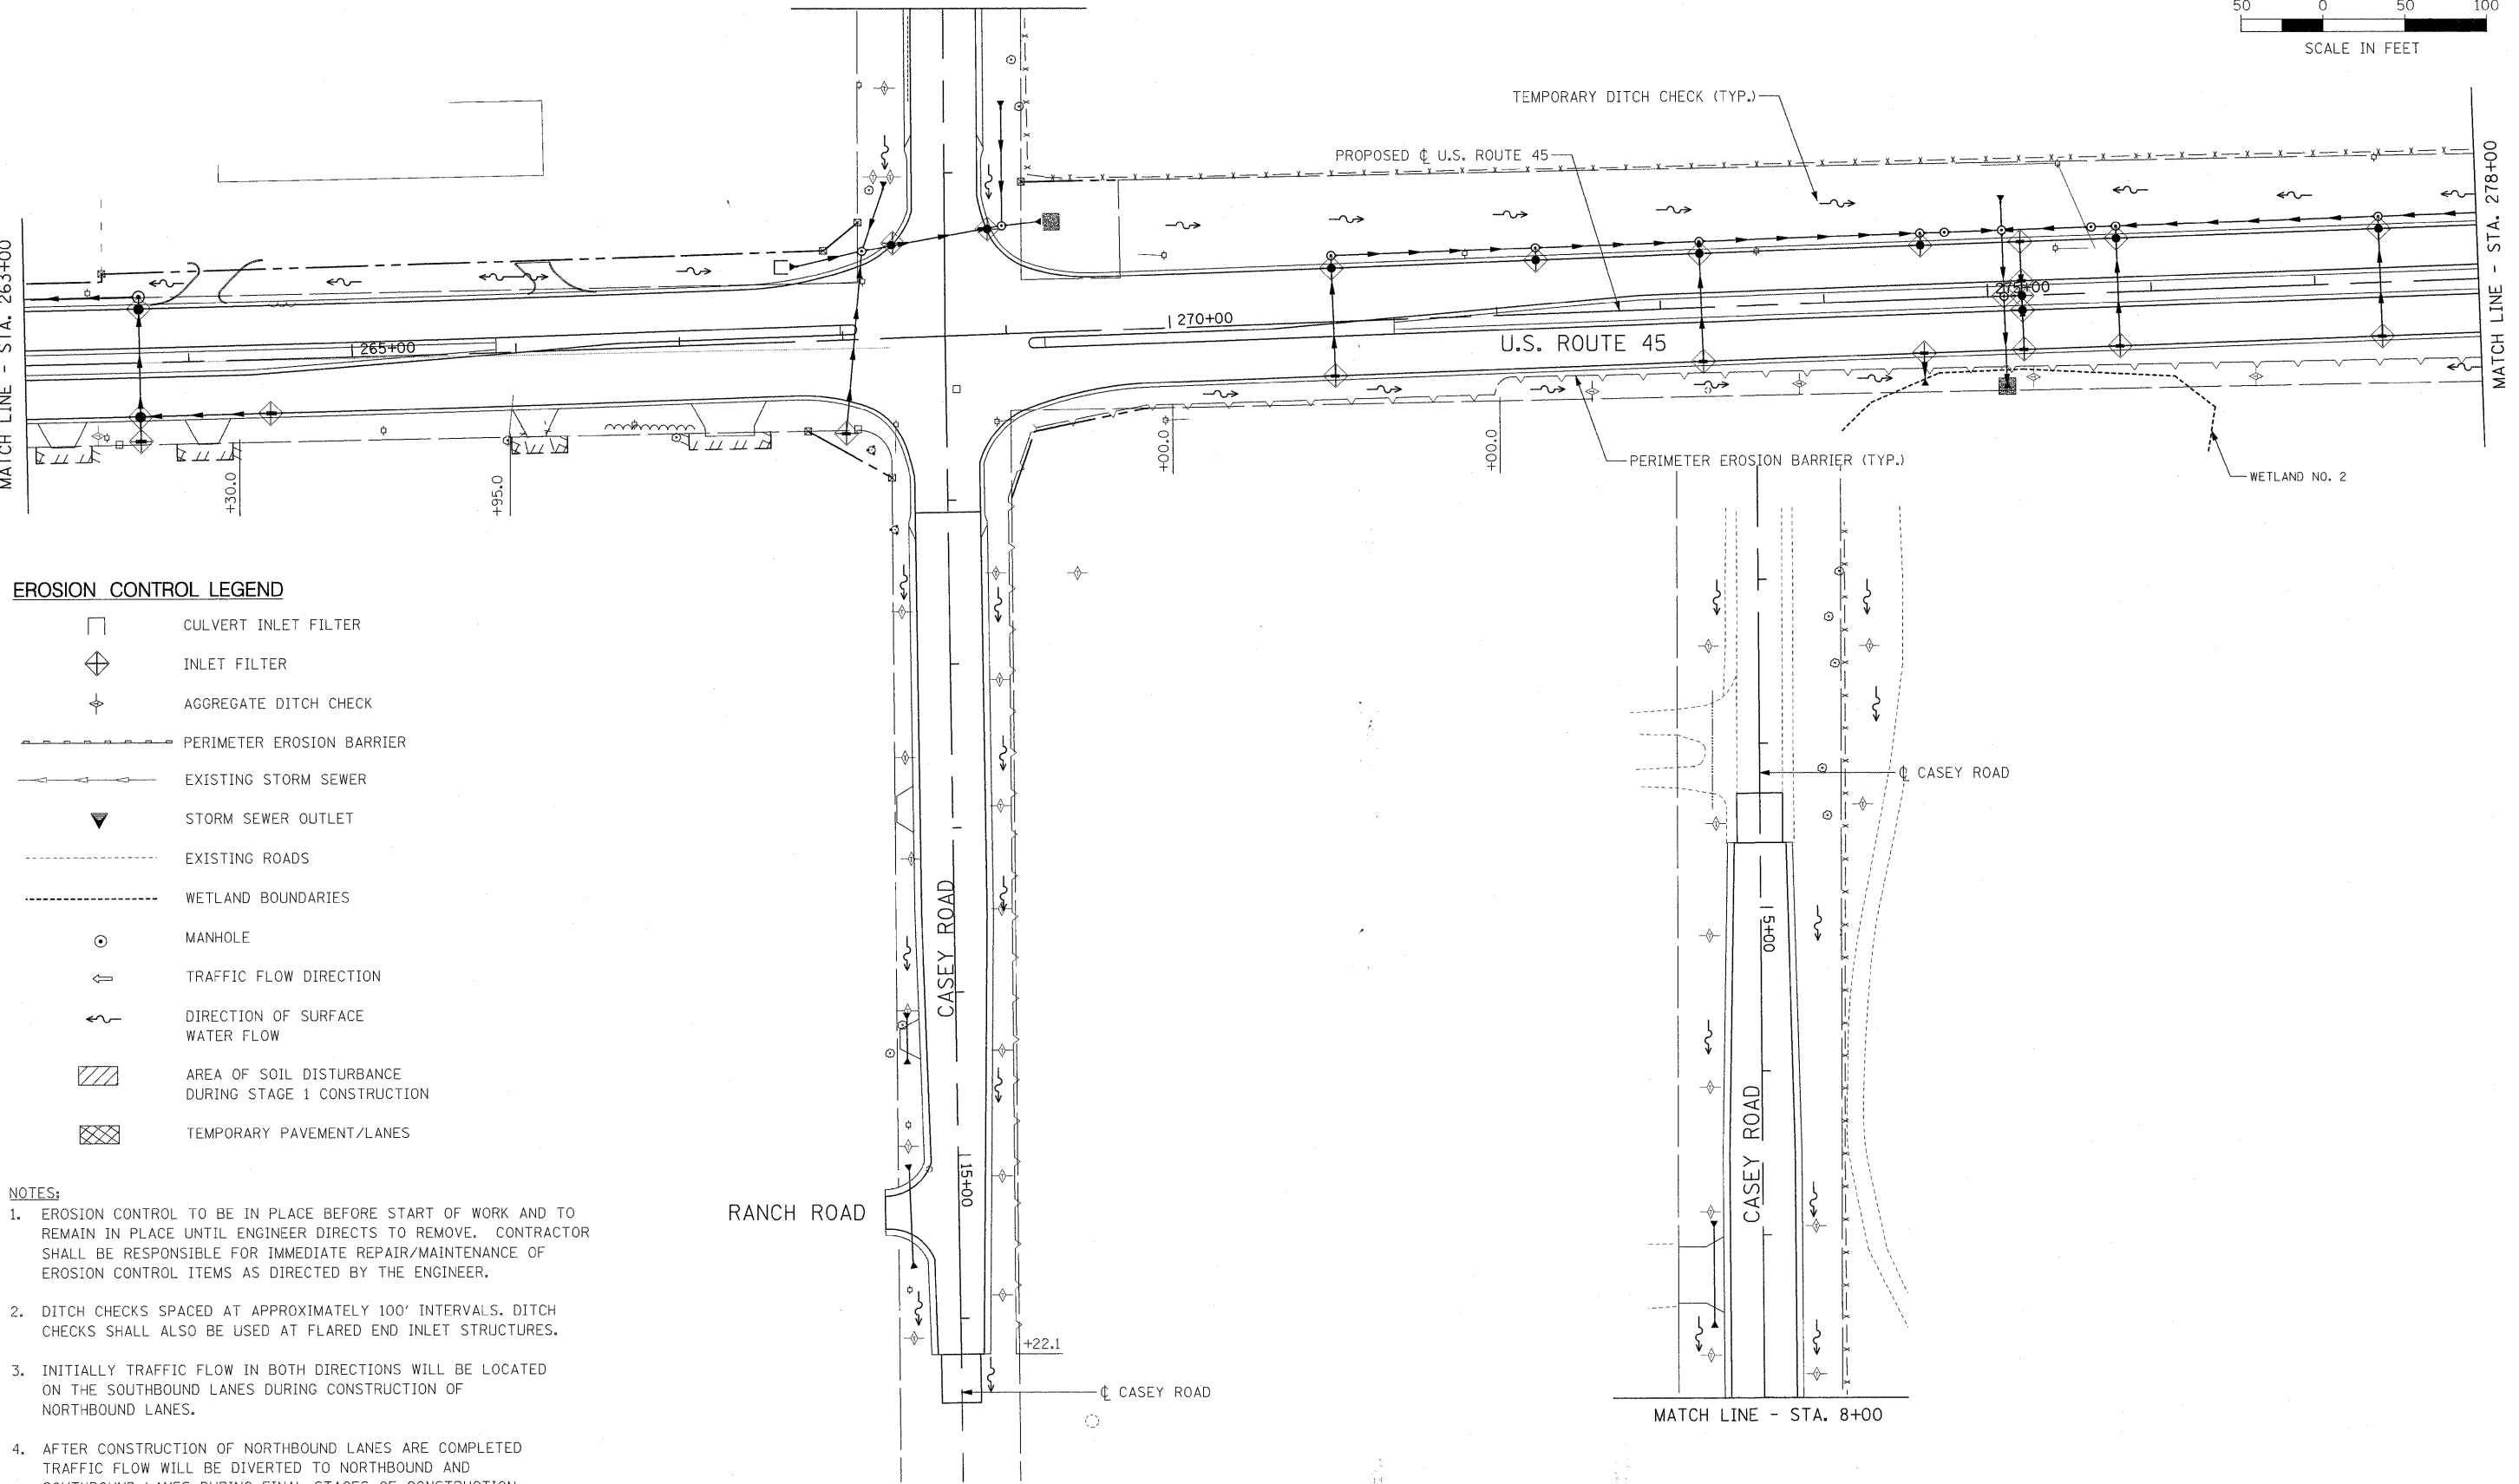 50 0 50 100
SCALE IN FEET
TEMPORARY DITCH CHECK (TYP.)
PROPOSED ℄ U.S. ROUTE 45
MATCH LINE - STA. 263+00
MATCH LINE - STA. 278+00
265+00
270+00
275+00
U.S. ROUTE 45
+30.0
+95.0
+00.0
+00.0
PERIMETER EROSION BARRIER (TYP.)
WETLAND NO. 2
EROSION CONTROL LEGEND
CULVERT INLET FILTER
INLET FILTER
AGGREGATE DITCH CHECK
PERIMETER EROSION BARRIER
EXISTING STORM SEWER
STORM SEWER OUTLET
EXISTING ROADS
WETLAND BOUNDARIES
MANHOLE
TRAFFIC FLOW DIRECTION
DIRECTION OF SURFACE
WATER FLOW
AREA OF SOIL DISTURBANCE
DURING STAGE 1 CONSTRUCTION
TEMPORARY PAVEMENT/LANES
NOTES:
1. EROSION CONTROL TO BE IN PLACE BEFORE START OF WORK AND TO
REMAIN IN PLACE UNTIL ENGINEER DIRECTS TO REMOVE. CONTRACTOR
SHALL BE RESPONSIBLE FOR IMMEDIATE REPAIR/MAINTENANCE OF
EROSION CONTROL ITEMS AS DIRECTED BY THE ENGINEER.
2. DITCH CHECKS SPACED AT APPROXIMATELY 100' INTERVALS. DITCH
CHECKS SHALL ALSO BE USED AT FLARED END INLET STRUCTURES.
3. INITIALLY TRAFFIC FLOW IN BOTH DIRECTIONS WILL BE LOCATED
ON THE SOUTHBOUND LANES DURING CONSTRUCTION OF
NORTHBOUND LANES.
4. AFTER CONSTRUCTION OF NORTHBOUND LANES ARE COMPLETED
TRAFFIC FLOW WILL BE DIVERTED TO NORTHBOUND AND
SOUTHBOUND LANES DURING FINAL STAGES OF CONSTRUCTION
CASEY ROAD
15+00
RANCH ROAD
+22.1
℄ CASEY ROAD
℄ CASEY ROAD
5+00
CASEY ROAD
MATCH LINE - STA. 8+00